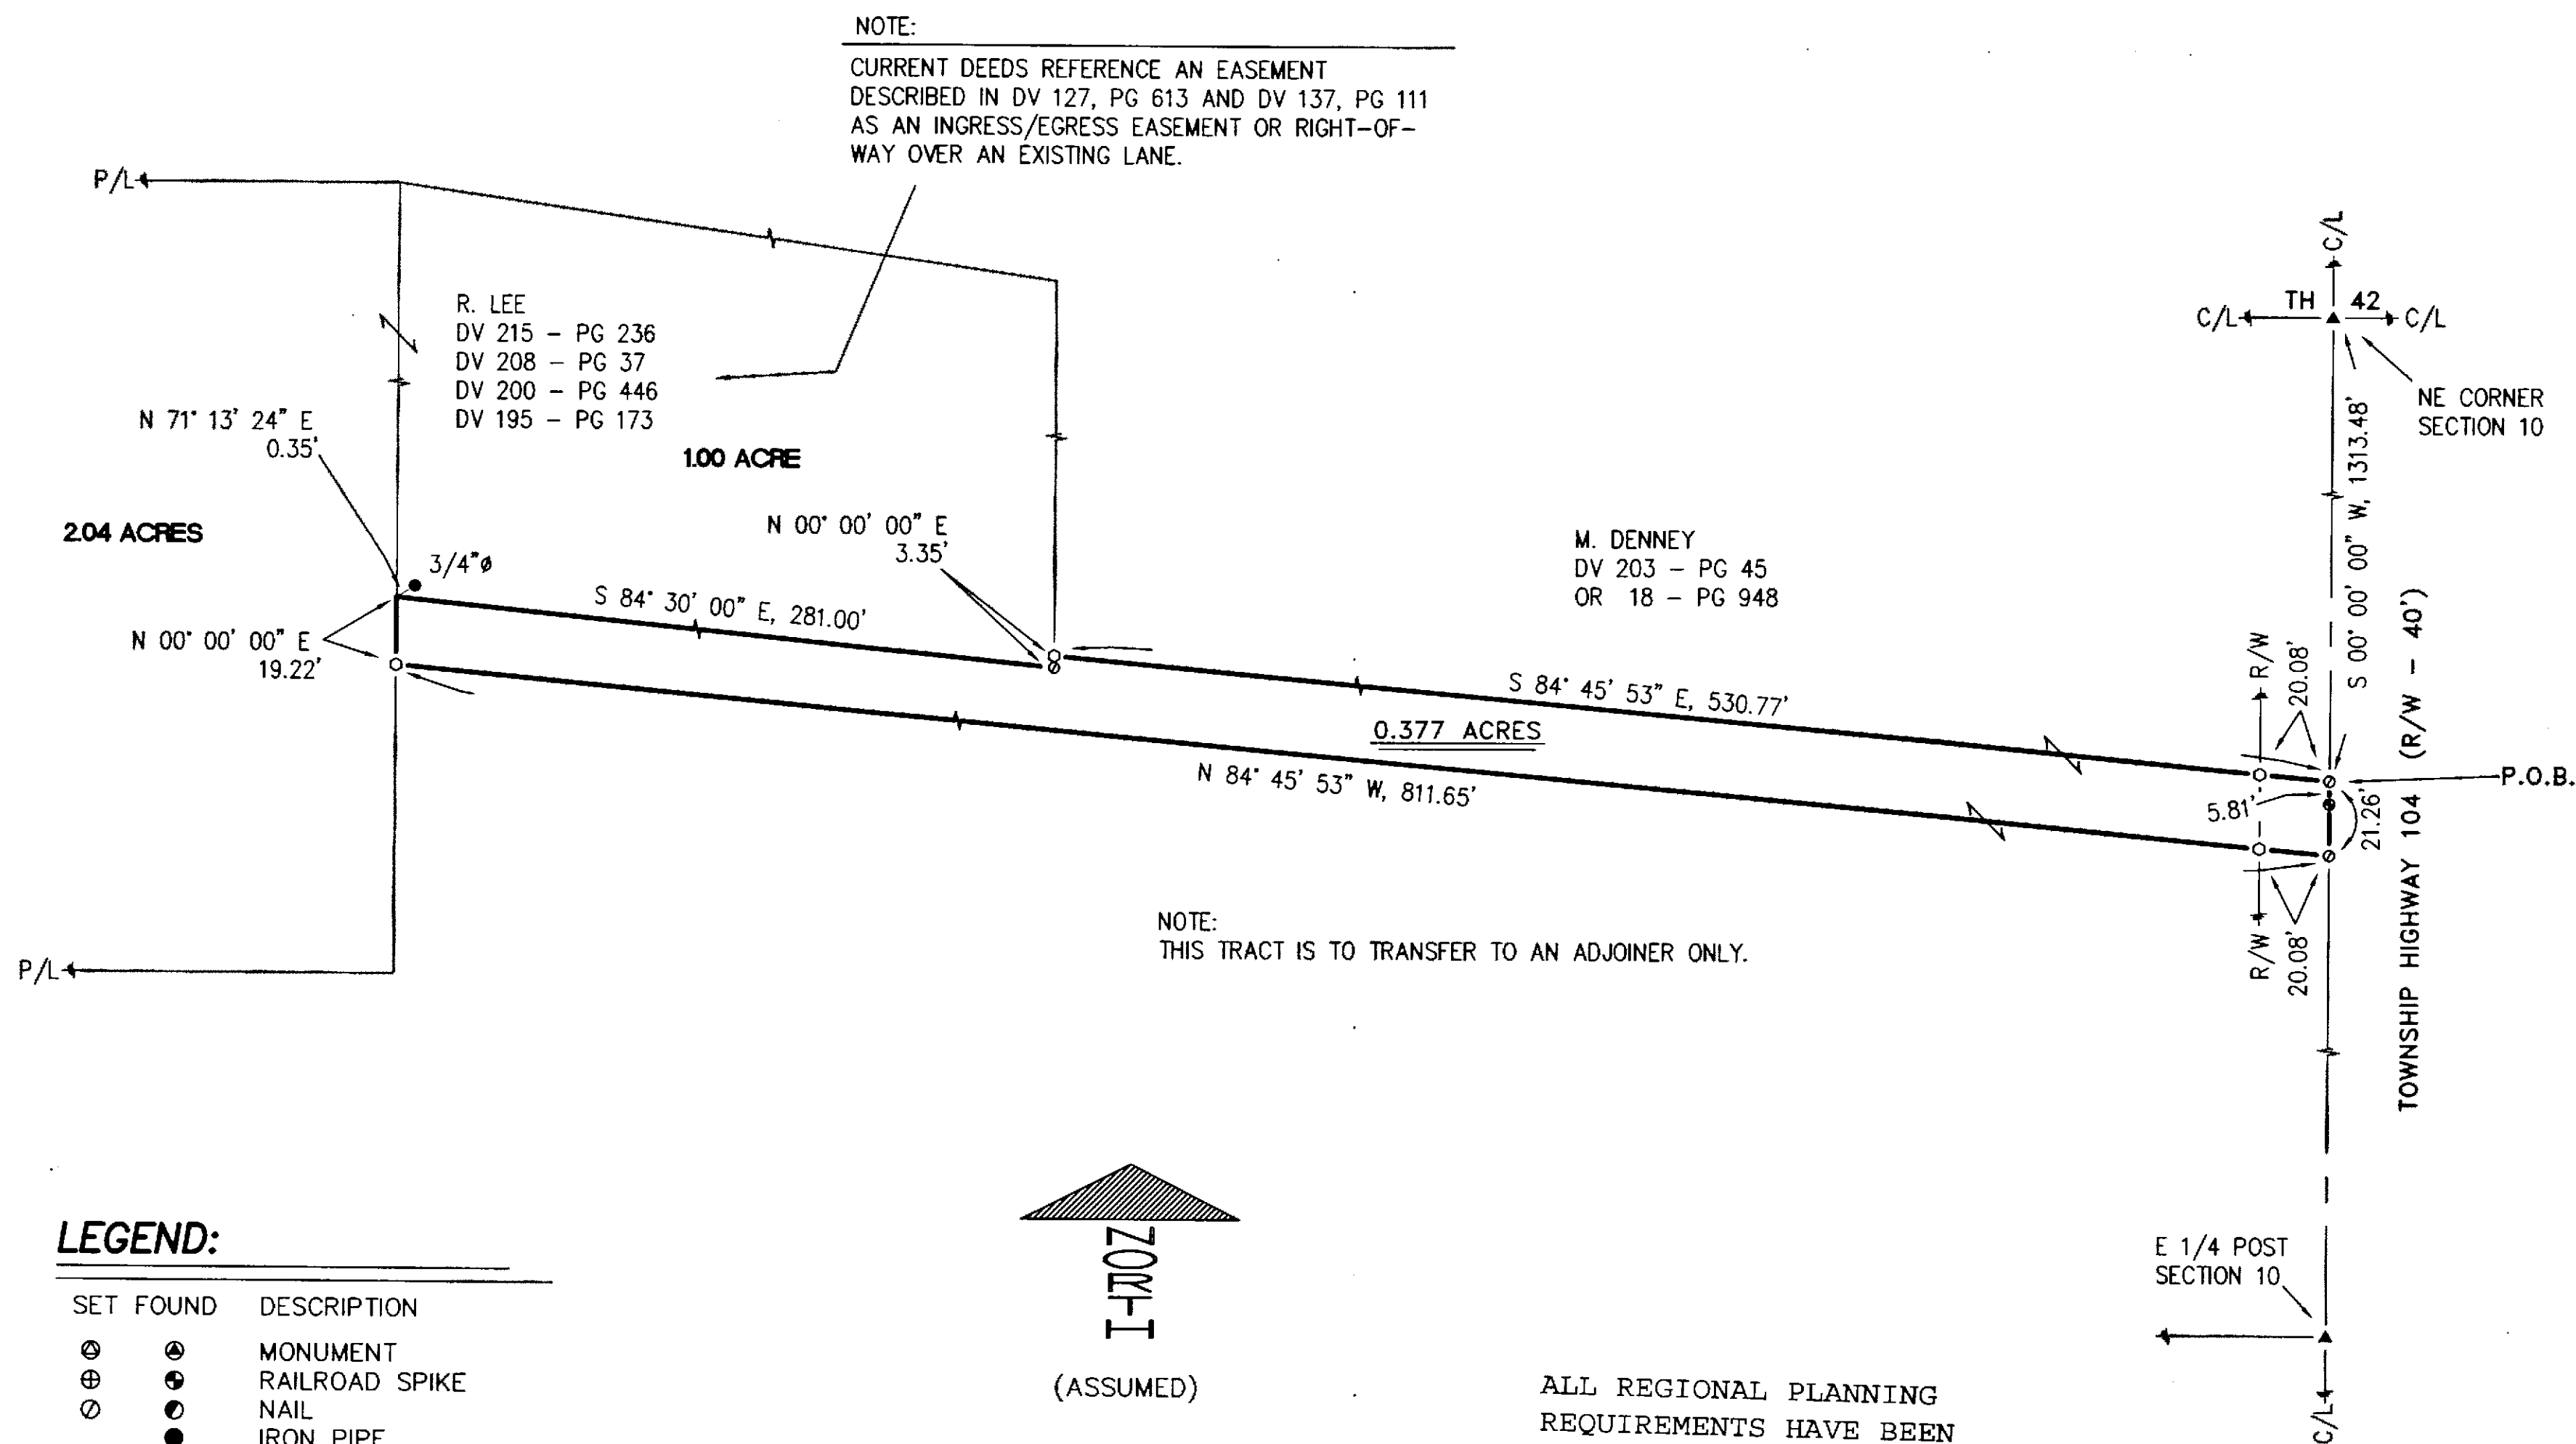 NOTE:
CURRENT DEEDS REFERENCE AN EASEMENT
DESCRIBED IN DV 127, PG 613 AND DV 137, PG 111
AS AN INGRESS/EGRESS EASEMENT OR RIGHT-OF-
WAY OVER AN EXISTING LANE.
P/L
R. LEE
DV 215 - PG 236
DV 208 - PG 37
DV 200 - PG 446
DV 195 - PG 173
1.00 ACRE
N 71° 13' 24" E
0.35'
2.04 ACRES
3/4"ø
N 00° 00' 00" E
19.22'
S 84° 30' 00" E, 281.00'
N 00° 00' 00" E
3.35'
M. DENNEY
DV 203 - PG 45
OR 18 - PG 948
C/L
C/L
TH 42
C/L
NE CORNER
SECTION 10
S 00° 00' 00" W, 1313.48'
R/W
20.08'
S 84° 45' 53" E, 530.77'
0.377 ACRES
N 84° 45' 53" W, 811.65'
P.O.B.
5.81'
21.26'
TOWNSHIP HIGHWAY 104 (R/W - 40')
R/W
20.08'
P/L
NOTE:
THIS TRACT IS TO TRANSFER TO AN ADJOINER ONLY.
E 1/4 POST
SECTION 10
C/L
NORTH
(ASSUMED)
LEGEND:
SET FOUND DESCRIPTION
MONUMENT
RAILROAD SPIKE
NAIL
IRON PIPE
ALL REGIONAL PLANNING
REQUIREMENTS HAVE BEEN